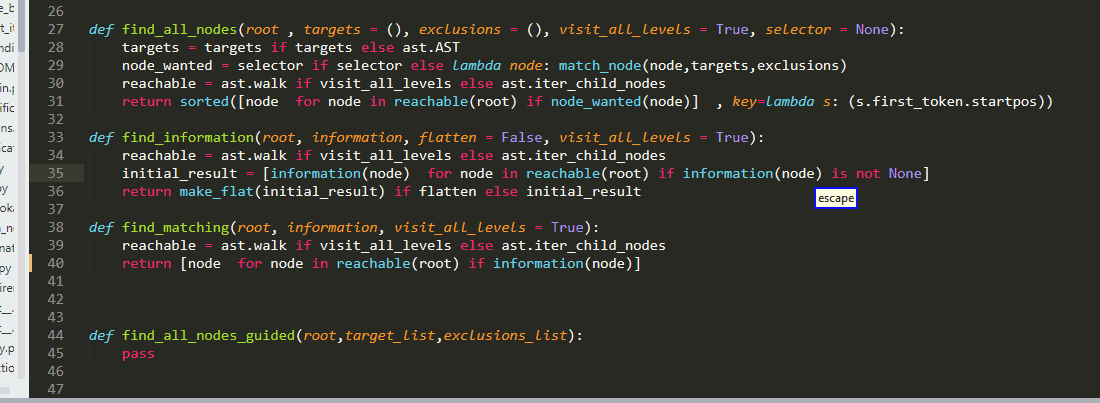 26
27 def find_all_nodes(root , targets = (), exclusions = (), visit_all_levels = True, selector = None):
28     targets = targets if targets else ast.AST
29     node_wanted = selector if selector else lambda node: match_node(node,targets,exclusions)
30     reachable = ast.walk if visit_all_levels else ast.iter_child_nodes
31     return sorted([node  for node in reachable(root) if node_wanted(node)]  , key=lambda s: (s.first_token.startpos))
32
33 def find_information(root, information, flatten = False, visit_all_levels = True):
34     reachable = ast.walk if visit_all_levels else ast.iter_child_nodes
35     initial_result = [information(node)  for node in reachable(root) if information(node) is not None]
36     return make_flat(initial_result) if flatten else initial_result
escape
37
38 def find_matching(root, information, visit_all_levels = True):
39     reachable = ast.walk if visit_all_levels else ast.iter_child_nodes
40     return [node  for node in reachable(root) if information(node)]
41
42
43
44 def find_all_nodes_guided(root,target_list,exclusions_list):
45     pass
46
47